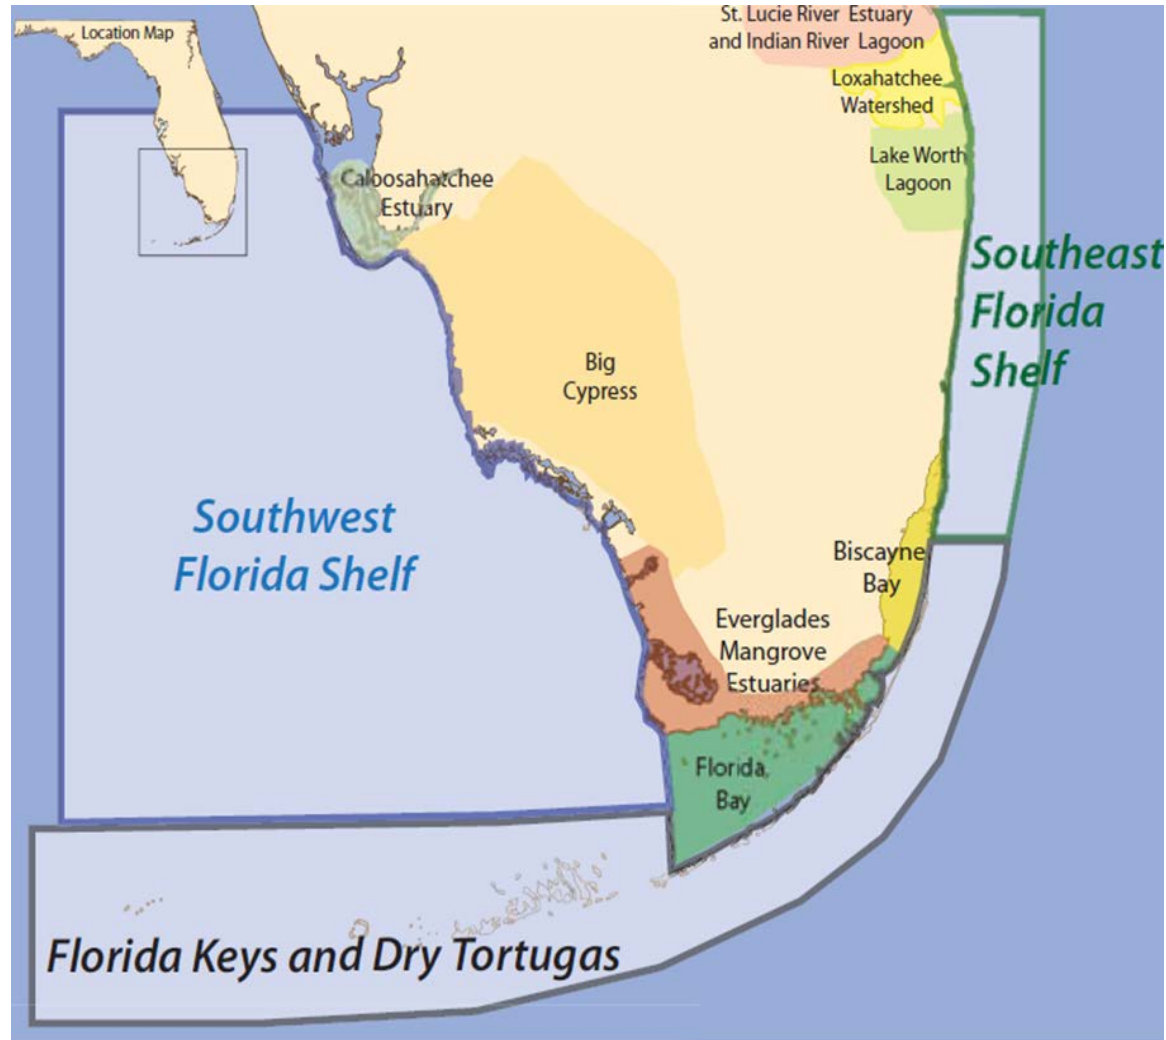 Location Map
St. Lucie River Estuary
and Indian River Lagoon
Loxahatchee
Watershed
Lake Worth
Lagoon
Caloosahatchee
Estuary
Southeast
Florida
Shelf
Big
Cypress
Southwest
Florida Shelf
Biscayne
Bay
Everglades
Mangrove
Estuaries
Florida
Bay
Florida Keys and Dry Tortugas